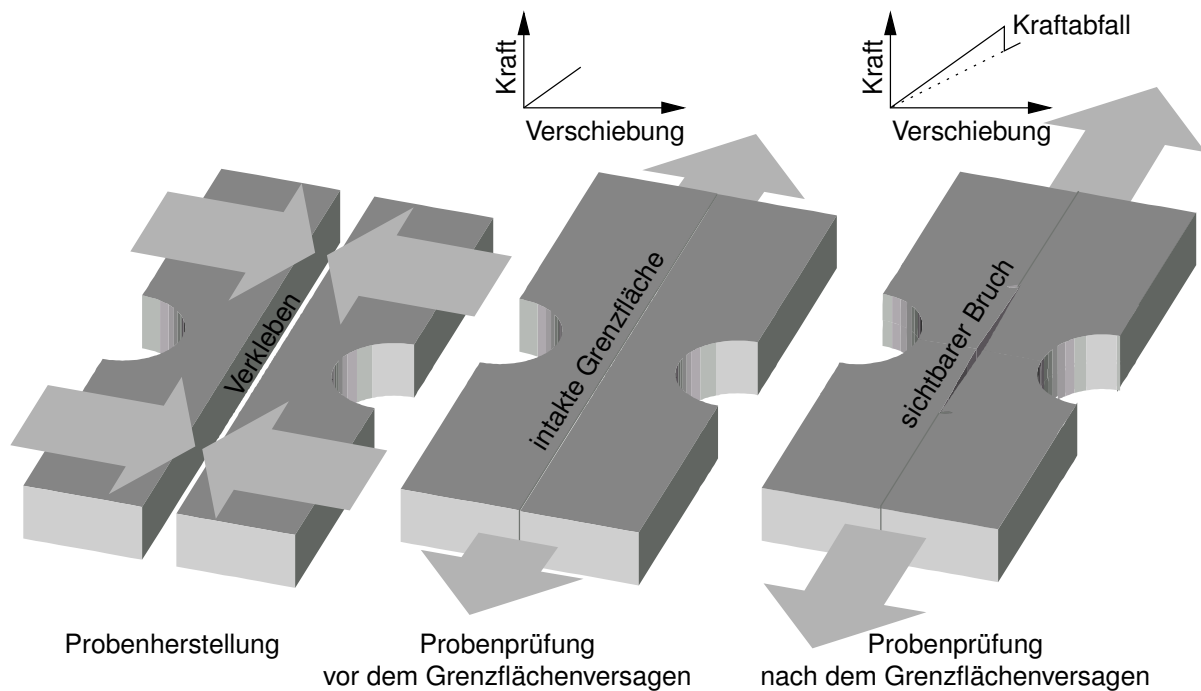 Kraft
Verschiebung
Kraft
Kraftabfall
Verschiebung
Verkleben
intakte Grenzfläche
sichtbarer Bruch
Probenherstellung
Probenprüfung
vor dem Grenzflächenversagen
Probenprüfung
nach dem Grenzflächenversagen